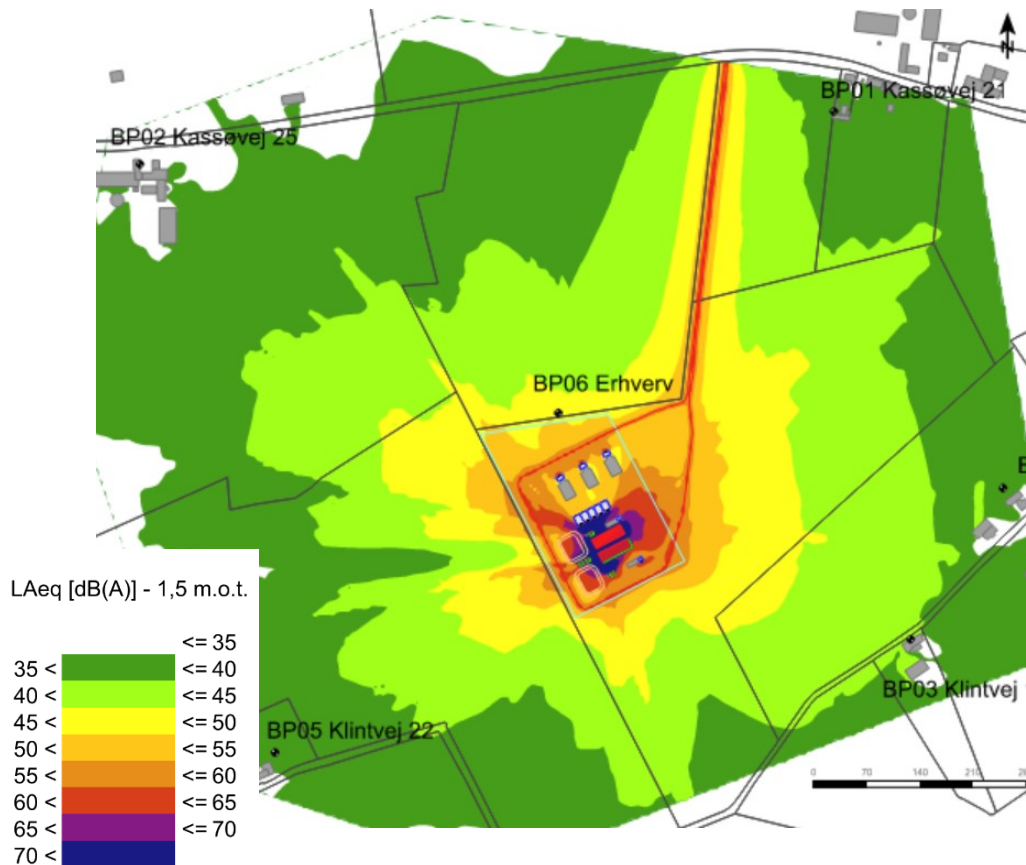 N
BP01 Kassøvej 21
BP02 Kassøvej 25
BP06 Erhverv
BP03 Klintvej
BP05 Klintvej 22
LAeq [dB(A)] - 1,5 m.o.t.
<= 35
35 < <= 40
40 < <= 45
45 < <= 50
50 < <= 55
55 < <= 60
60 < <= 65
65 < <= 70
70 <
0 70 140 210